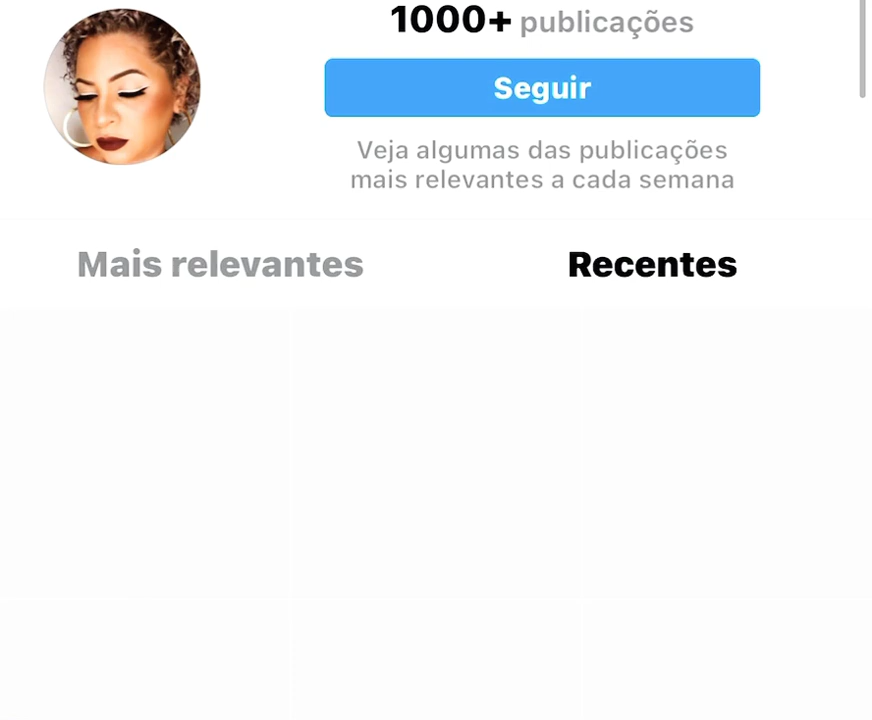 1000+ publicações
Seguir
Veja algumas das publicações
mais relevantes a cada semana
Mais relevantes
Recentes